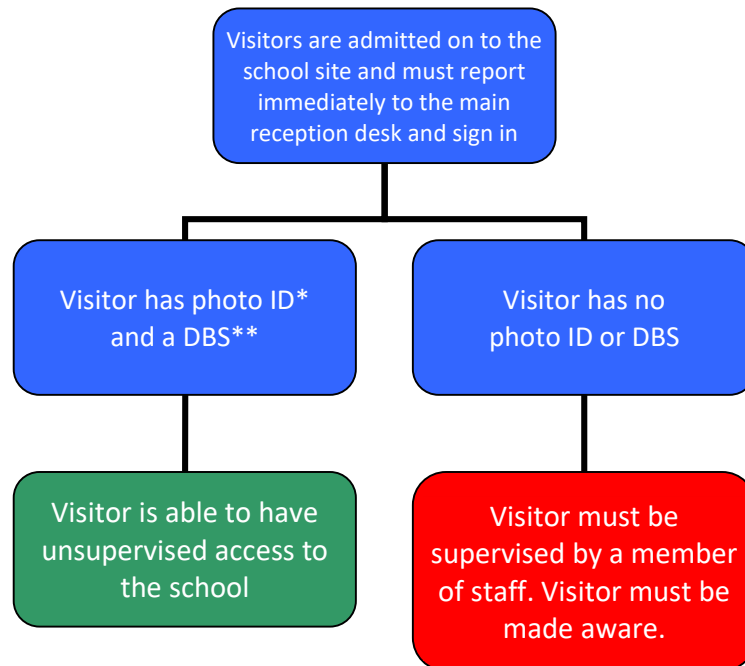 Visitors are admitted on to the
school site and must report
immediately to the main
reception desk and sign in
Visitor has photo ID*
and a DBS**
Visitor has no
photo ID or DBS
Visitor is able to have
unsupervised access to
the school
Visitor must be
supervised by a member
of staff. Visitor must be
made aware.